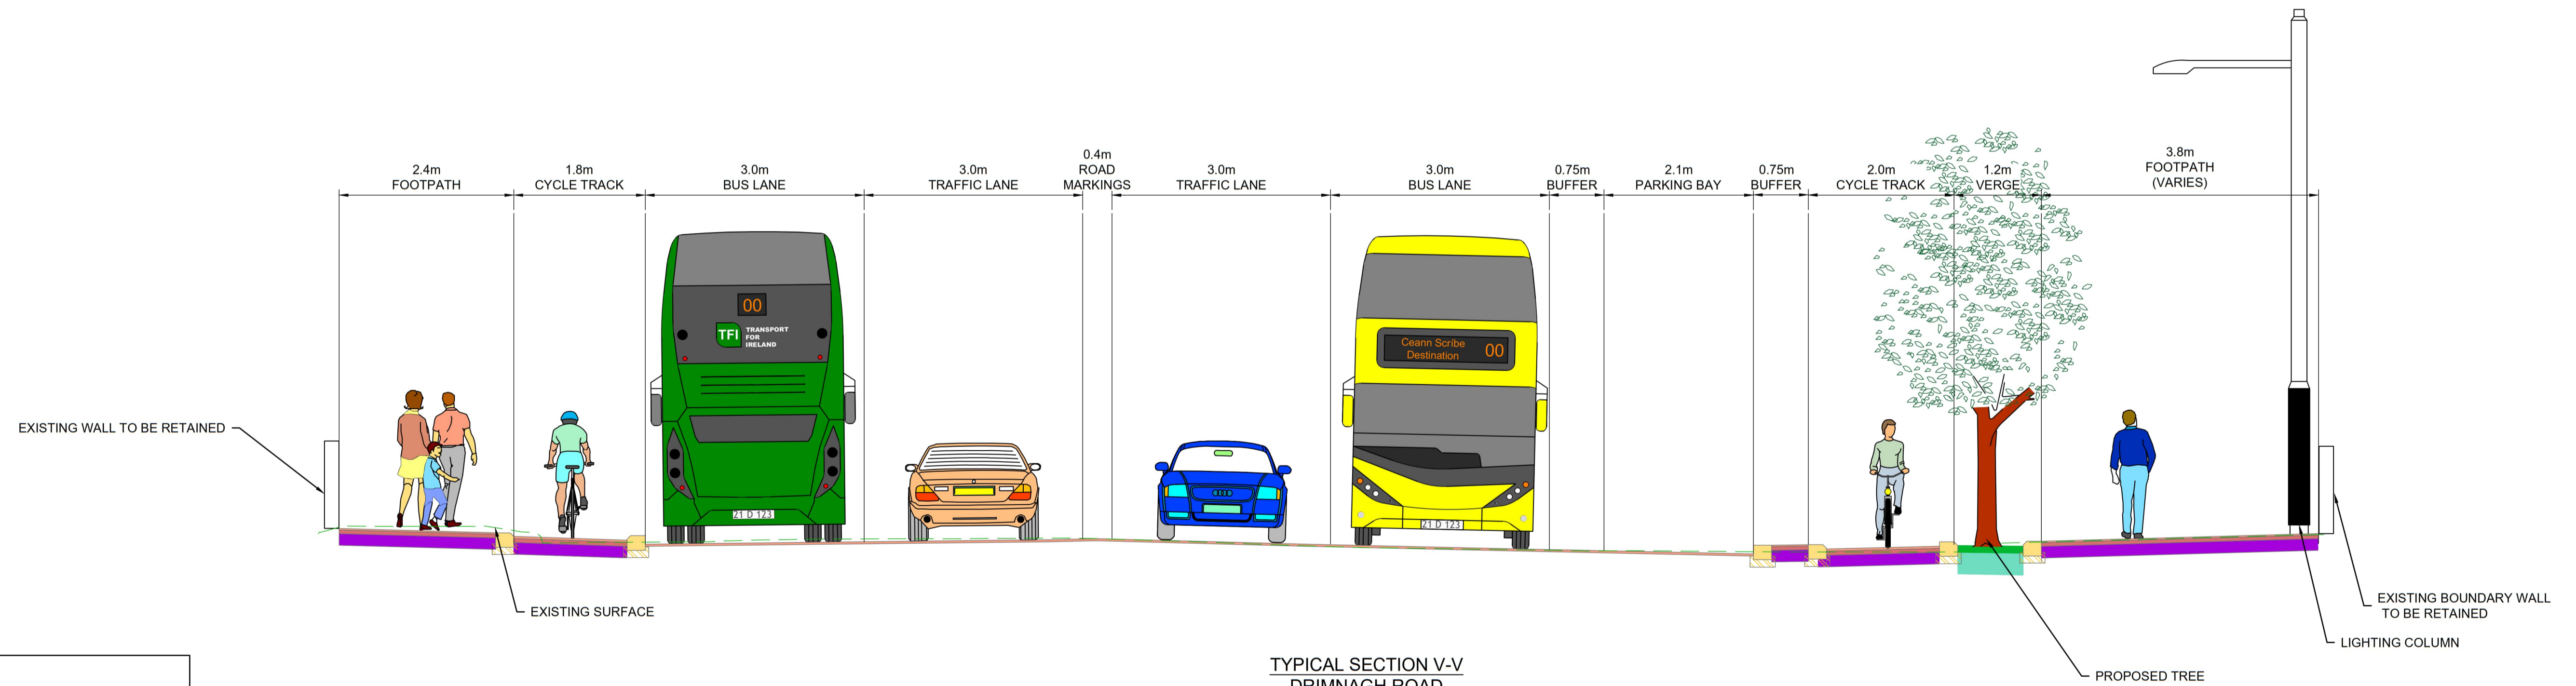 2.4m
FOOTPATH
1.8m
CYCLE TRACK
3.0m
BUS LANE
3.0m
TRAFFIC LANE
0.4m
ROAD
MARKINGS
3.0m
TRAFFIC LANE
3.0m
BUS LANE
0.75m
BUFFER
2.1m
PARKING BAY
0.75m
BUFFER
2.0m
CYCLE TRACK
1.2m
VERGE
3.8m
FOOTPATH
(VARIES)
00
TFI
TRANSPORT
FOR
IRELAND
21 D 123
Ceann Scríbe
Destination
00
21 D 123
EXISTING WALL TO BE RETAINED
EXISTING SURFACE
EXISTING BOUNDARY WALL
TO BE RETAINED
LIGHTING COLUMN
PROPOSED TREE
TYPICAL SECTION V-V
DRIMNAGH ROAD